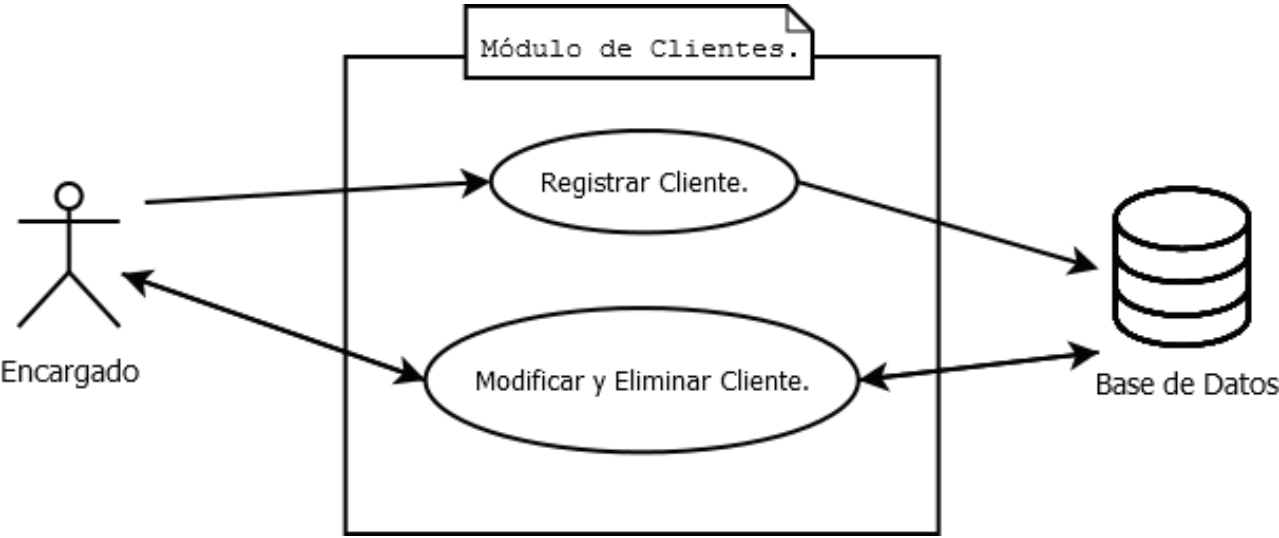 Módulo de Clientes.
Registrar Cliente.
Encargado
Modificar y Eliminar Cliente.
Base de Datos